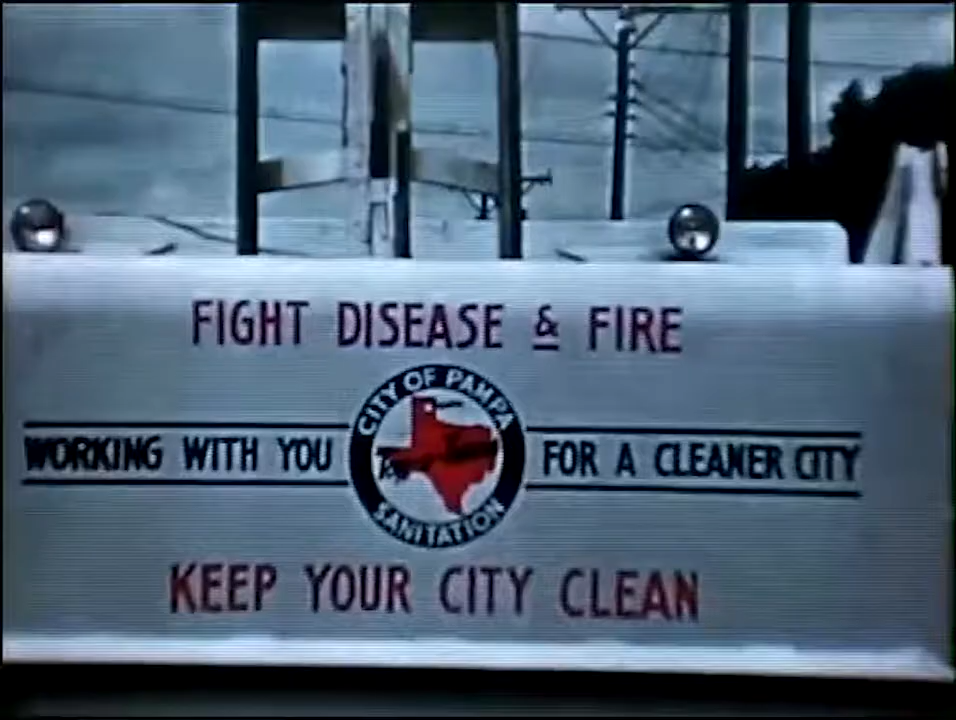 FIGHT DISEASE & FIRE
CITY OF PAMPA
WORKING WITH YOU
FOR A CLEANER CITY
SANITATION
KEEP YOUR CITY CLEAN